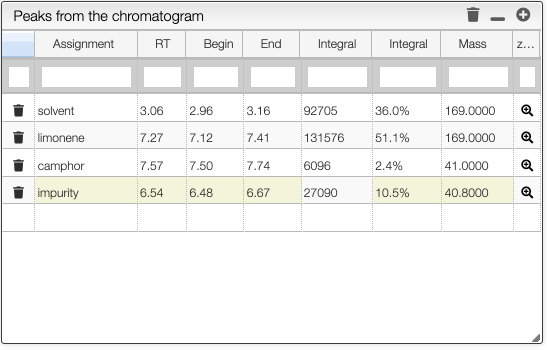 Peaks from the chromatogram
Assignment RT Begin End Integral Integral Mass z...
solvent 3.06 2.96 3.16 92705 36.0% 169.0000
limonene 7.27 7.12 7.41 131576 51.1% 169.0000
camphor 7.57 7.50 7.74 6096 2.4% 41.0000
impurity 6.54 6.48 6.67 27090 10.5% 40.8000